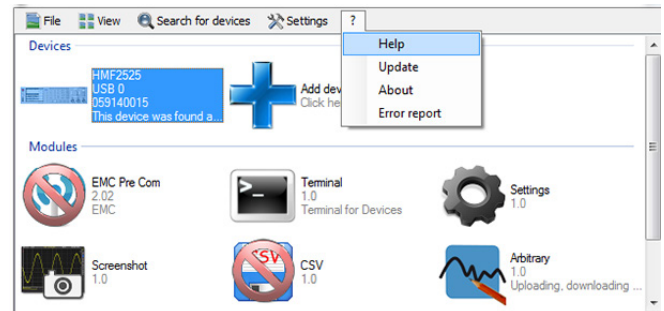 File View Search for devices Settings ?
Help
Update
About
Error report
Devices
HMF2525
USB 0
059140015
This device was found a...
Add dev
Click he
Modules
EMC Pre Com
2.02
EMC
Terminal
1.0
Terminal for Devices
Settings
1.0
Screenshot
1.0
CSV
CSV
1.0
Arbitrary
1.0
Uploading, downloading ...